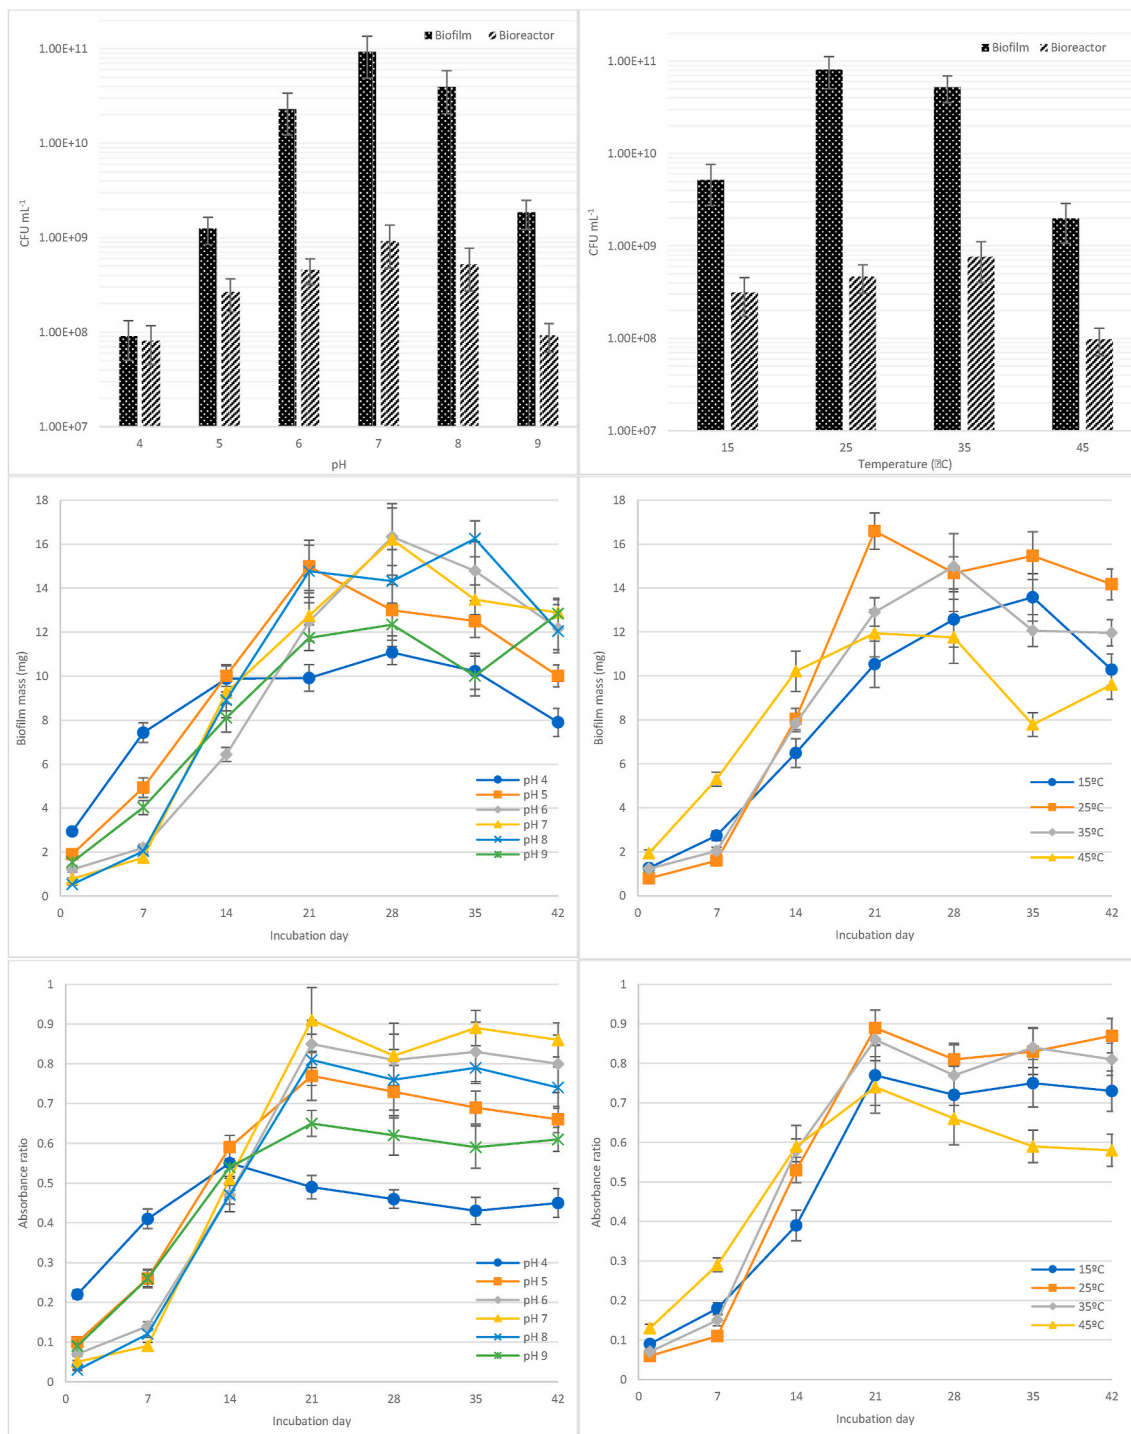 Biofilm Bioreactor
1.00E+11
1.00E+10
1.00E+09
1.00E+08
1.00E+07
CFU mL-1
4 5 6 7 8 9
pH
Biofilm Bioreactor
1.00E+11
1.00E+10
1.00E+09
1.00E+08
1.00E+07
CFU mL-1
15 25 35 45
Temperature (⍰C)
18
16
14
12
10
8
6
4
2
0
Biofilm mass (mg)
pH 4
pH 5
pH 6
pH 7
pH 8
pH 9
0 7 14 21 28 35 42
Incubation day
18
16
14
12
10
8
6
4
2
0
Biofilm mass (mg)
15ºC
25ºC
35ºC
45ºC
0 7 14 21 28 35 42
Incubation day
1
0.9
0.8
0.7
0.6
0.5
0.4
0.3
0.2
0.1
0
Absorbance ratio
pH 4
pH 5
pH 6
pH 7
pH 8
pH 9
0 7 14 21 28 35 42
Incubation day
1
0.9
0.8
0.7
0.6
0.5
0.4
0.3
0.2
0.1
0
Absorbance ratio
15ºC
25ºC
35ºC
45ºC
0 7 14 21 28 35 42
Incubation day